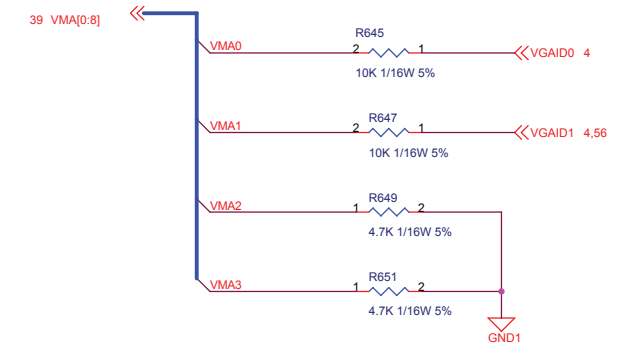 39 VMA[0:8]
R645
VMA0 2 1 VGAID0 4
10K 1/16W 5%
R647
VMA1 2 1 VGAID1 4,56
10K 1/16W 5%
R649
VMA2 1 2
4.7K 1/16W 5%
R651
VMA3 1 2
4.7K 1/16W 5%
GND1